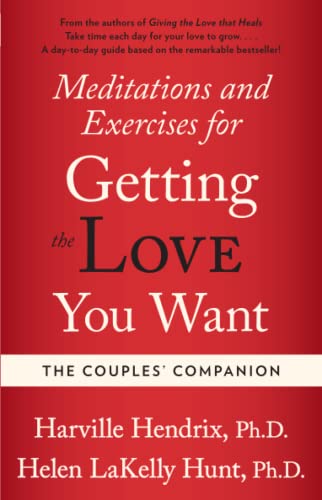 From the authors of Giving the Love that Heals
Take time each day for your love to grow. . . .
A day-to-day guide based on the remarkable bestseller!
Meditations and
Exercises for
Getting
the LOVE
You Want
THE COUPLES' COMPANION
Harville Hendrix, Ph.D.
Helen LaKelly Hunt, Ph.D.